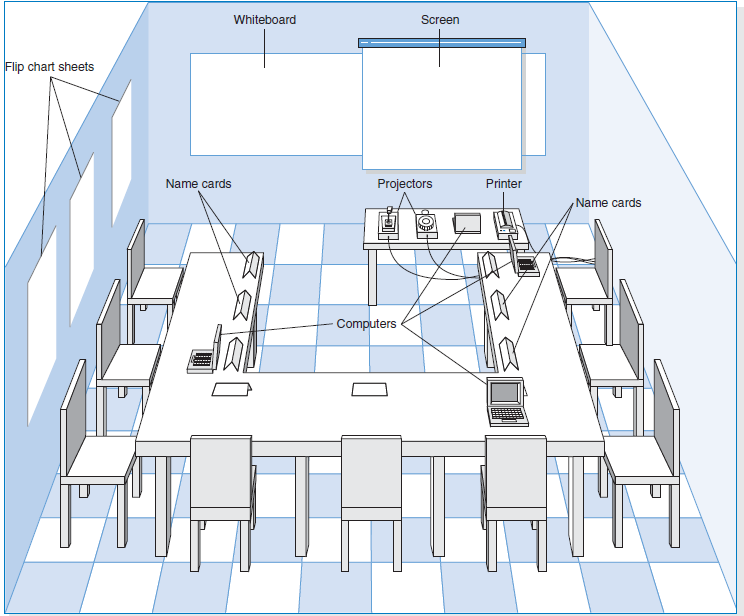 Whiteboard
Screen
Flip chart sheets
Name cards
Projectors
Printer
Name cards
Computers